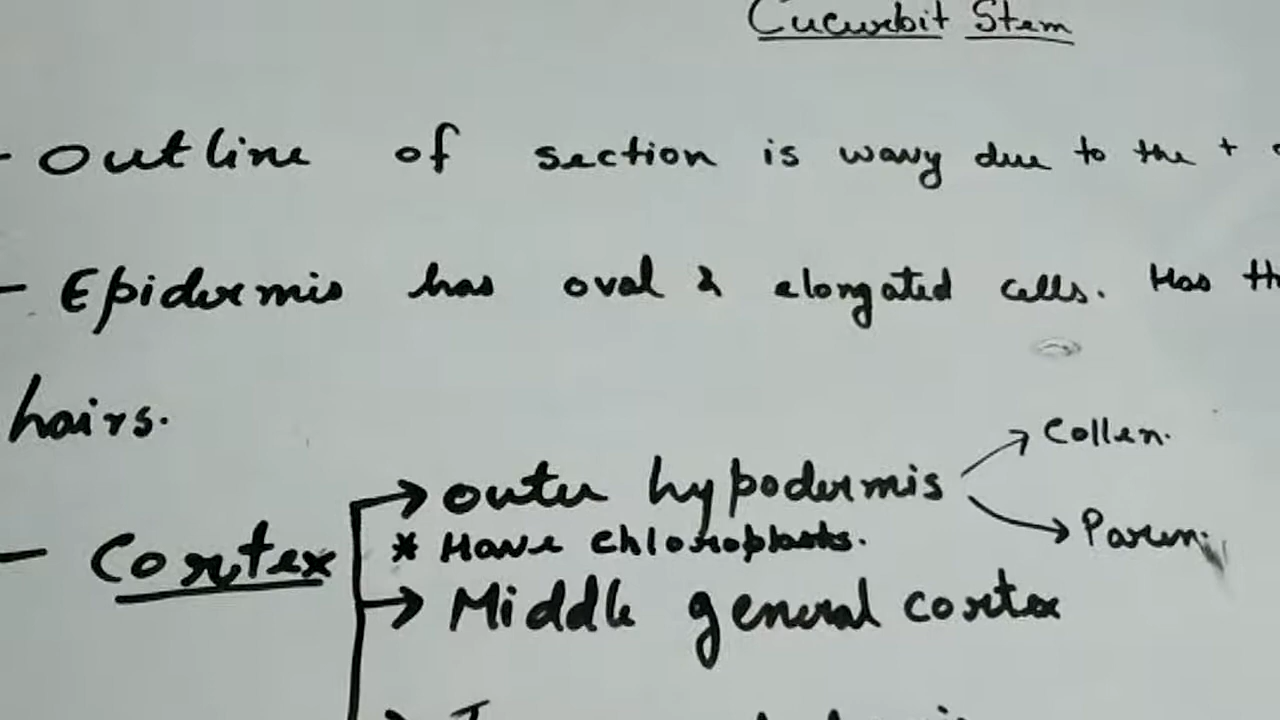 Cucurbit Stem
- Outline of section is wavy due to the +
- Epidermis has oval & elongated cells. Has
hairs.
Collen.
→ Outer hypodermis
Paren.
* Have chloroplasts.
- Cortex
→ Middle general cortex